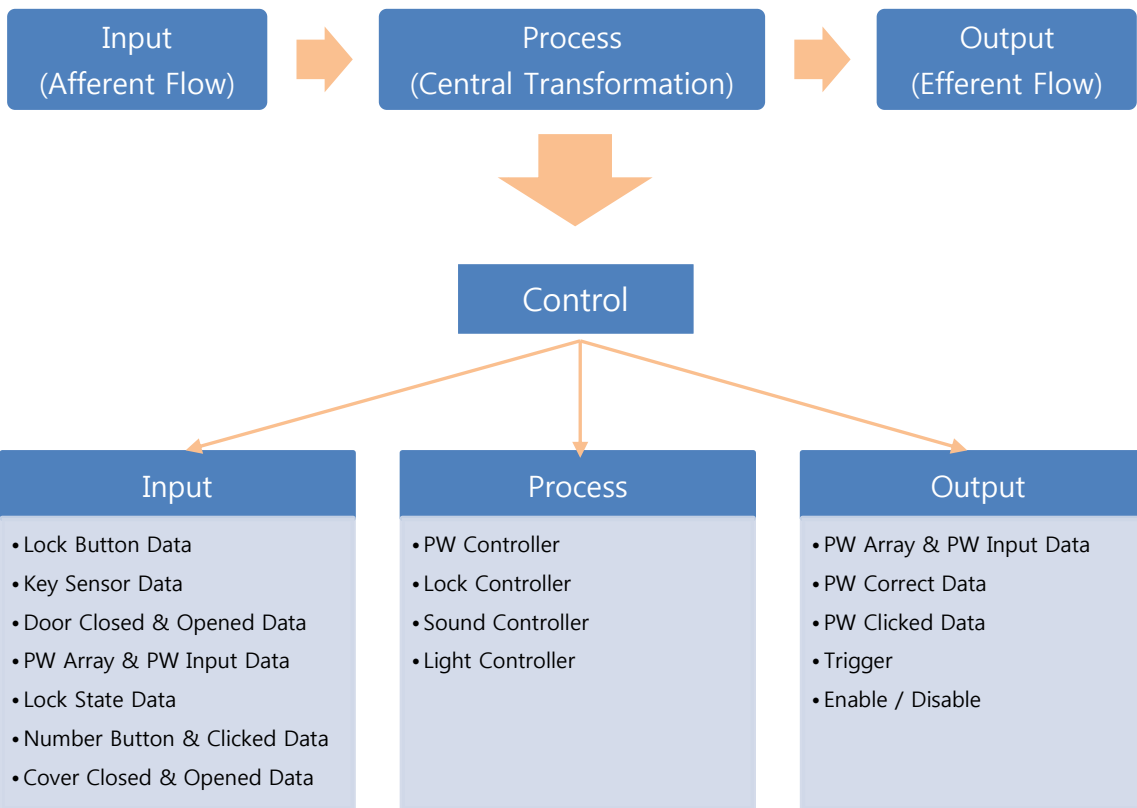 Input
(Afferent Flow)
Process
(Central Transformation)
Output
(Efferent Flow)
Control
Input
• Lock Button Data
• Key Sensor Data
• Door Closed & Opened Data
• PW Array & PW Input Data
• Lock State Data
• Number Button & Clicked Data
• Cover Closed & Opened Data
Process
• PW Controller
• Lock Controller
• Sound Controller
• Light Controller
Output
• PW Array & PW Input Data
• PW Correct Data
• PW Clicked Data
• Trigger
• Enable / Disable